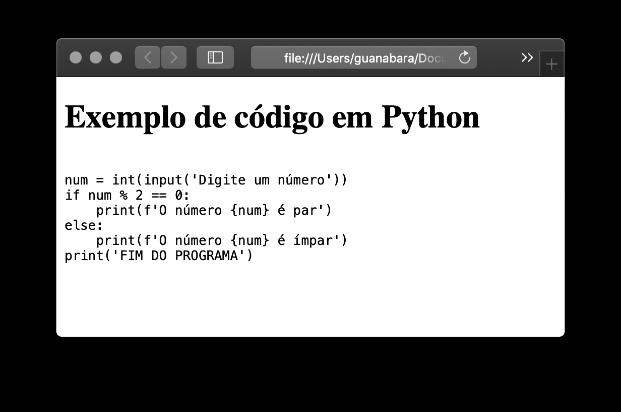 file:///Users/guanabara/Doc
Exemplo de código em Python
num = int(input('Digite um número'))
if num % 2 == 0:
    print(f'O número {num} é par')
else:
    print(f'O número {num} é ímpar')
print('FIM DO PROGRAMA')